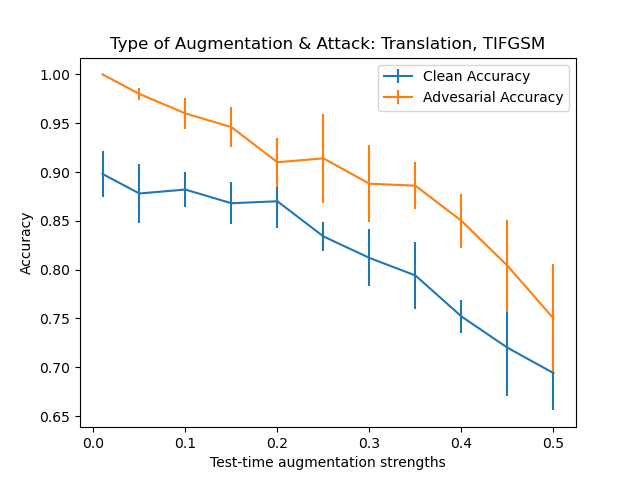 Type of Augmentation & Attack: Translation, TIFGSM
Clean Accuracy
Advesarial Accuracy
Accuracy
1.00
0.95
0.90
0.85
0.80
0.75
0.70
0.65
0.0 0.1 0.2 0.3 0.4 0.5
Test-time augmentation strengths